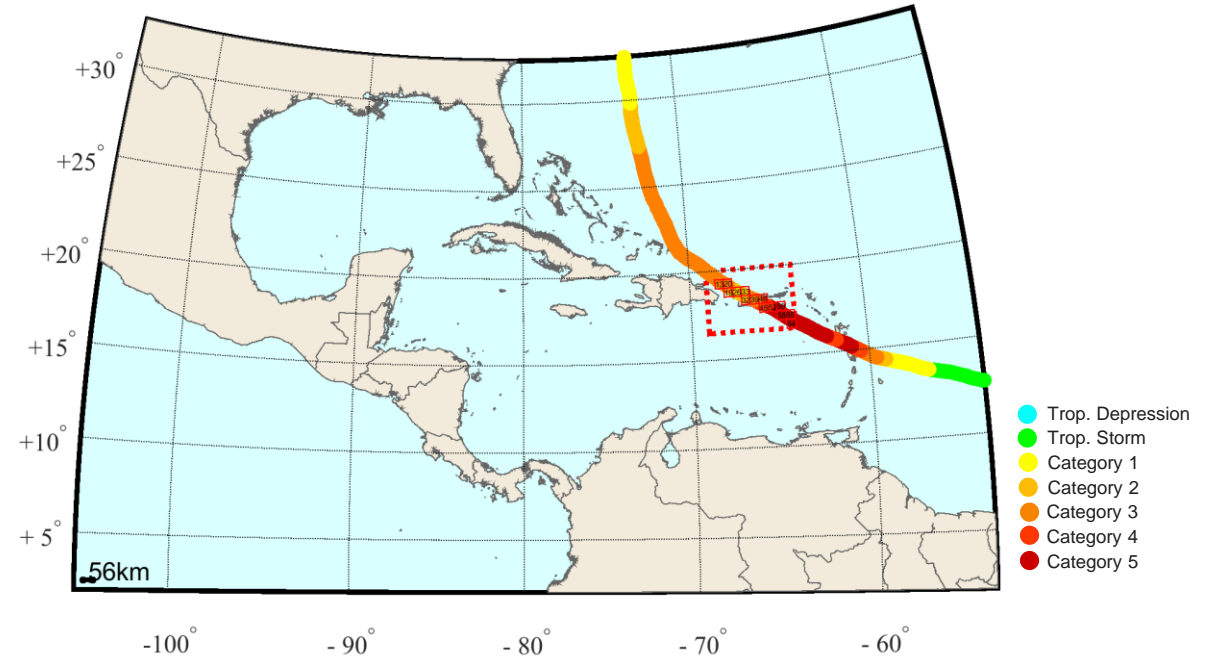 +30°
+25°
+20°
+15°
+10°
+ 5°
56km
-100°
- 90°
- 80°
- 70°
- 60°
Trop. Depression
Trop. Storm
Category 1
Category 2
Category 3
Category 4
Category 5